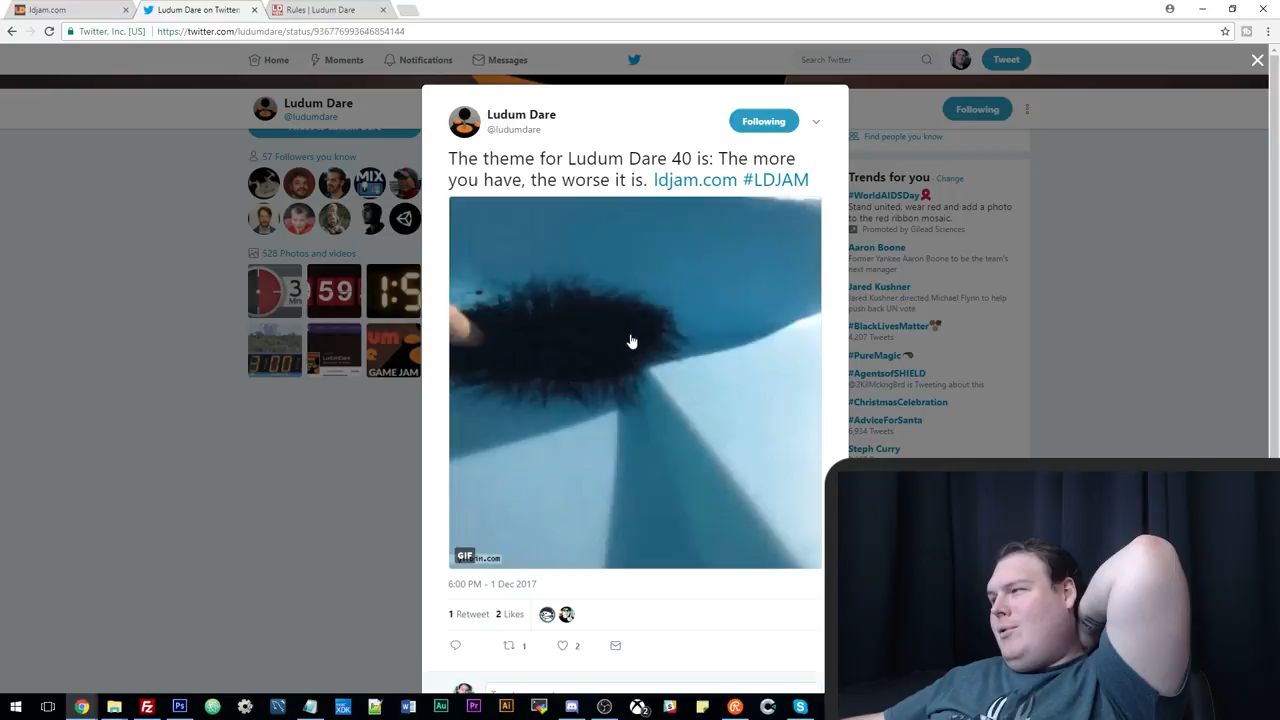 ldjam.com
Ludum Dare on Twitter:
Rules | Ludum Dare
Twitter, Inc. [US]
https://twitter.com/ludumdare/status/936776993646854144
Home
Moments
Notifications
Messages
Search Twitter
Tweet
Ludum Dare
@ludumdare
Following
57 Followers you know
528 Photos and videos
Ludum Dare
@ludumdare
Following
The theme for Ludum Dare 40 is: The more
you have, the worse it is. ldjam.com #LDJAM
GIF
6:00 PM - 1 Dec 2017
1 Retweet 2 Likes
1
2
Find people you know
Trends for you · Change
#WorldAIDSDay
Stand united, wear red and add a photo
to the red ribbon mosaic.
Promoted by Gilead Sciences
Aaron Boone
Former Yankee Aaron Boone to be the team's
next manager
Jared Kushner
Jared Kushner directed Michael Flynn to help
push back UN vote
#BlackLivesMatter
4,207 Tweets
#PureMagic
#AgentsofSHIELD
@2KilMckngBrd is Tweeting about this
#ChristmasCelebration
#AdviceForSanta
6,934 Tweets
Steph Curry